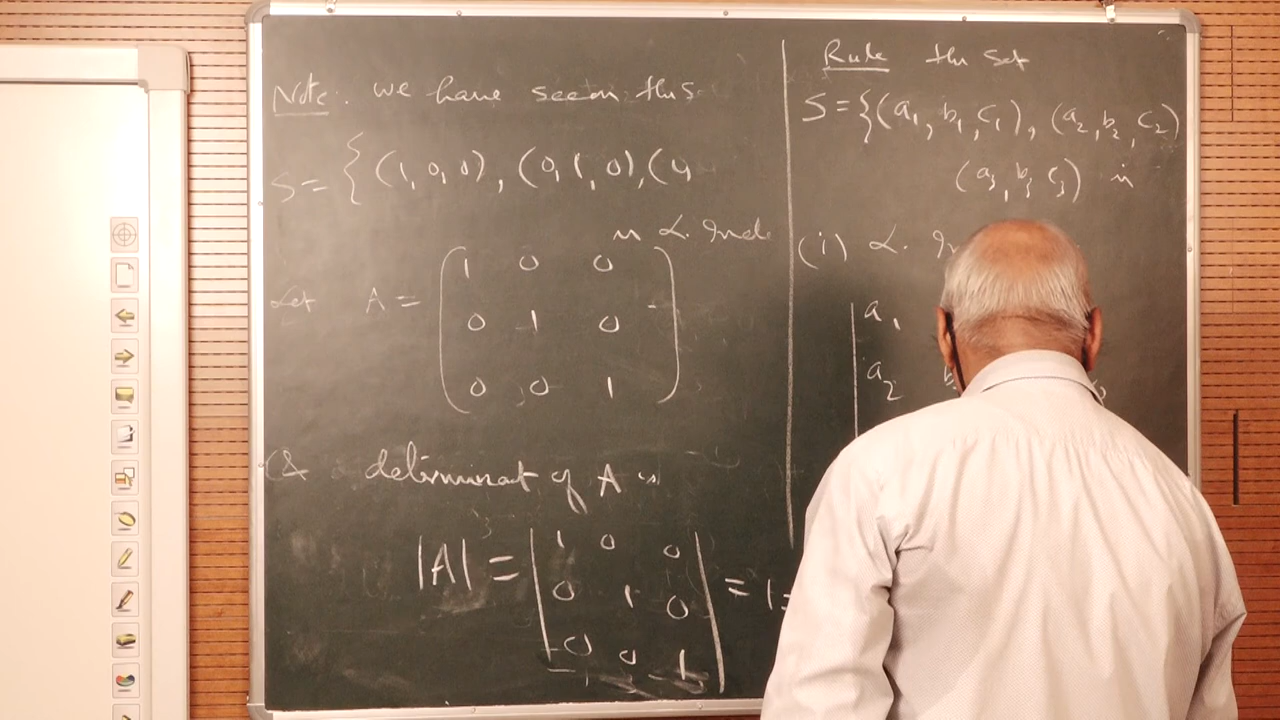 Note: we have seen this
S = { (1, 0, 0), (0, 1, 0), (
is L. Inde
Let A = ( 1 0 0
0 1 0
0 0 1 )
& determinant of A is
|A| = | 1 0 0
0 1 0
0 0 1 | = 1
Rule the set
S = { (a₁, b₁, c₁), (a₂, b₂, c₂)
(a₃, b₃ c₃) is
(i) L. In
a₁
a₂